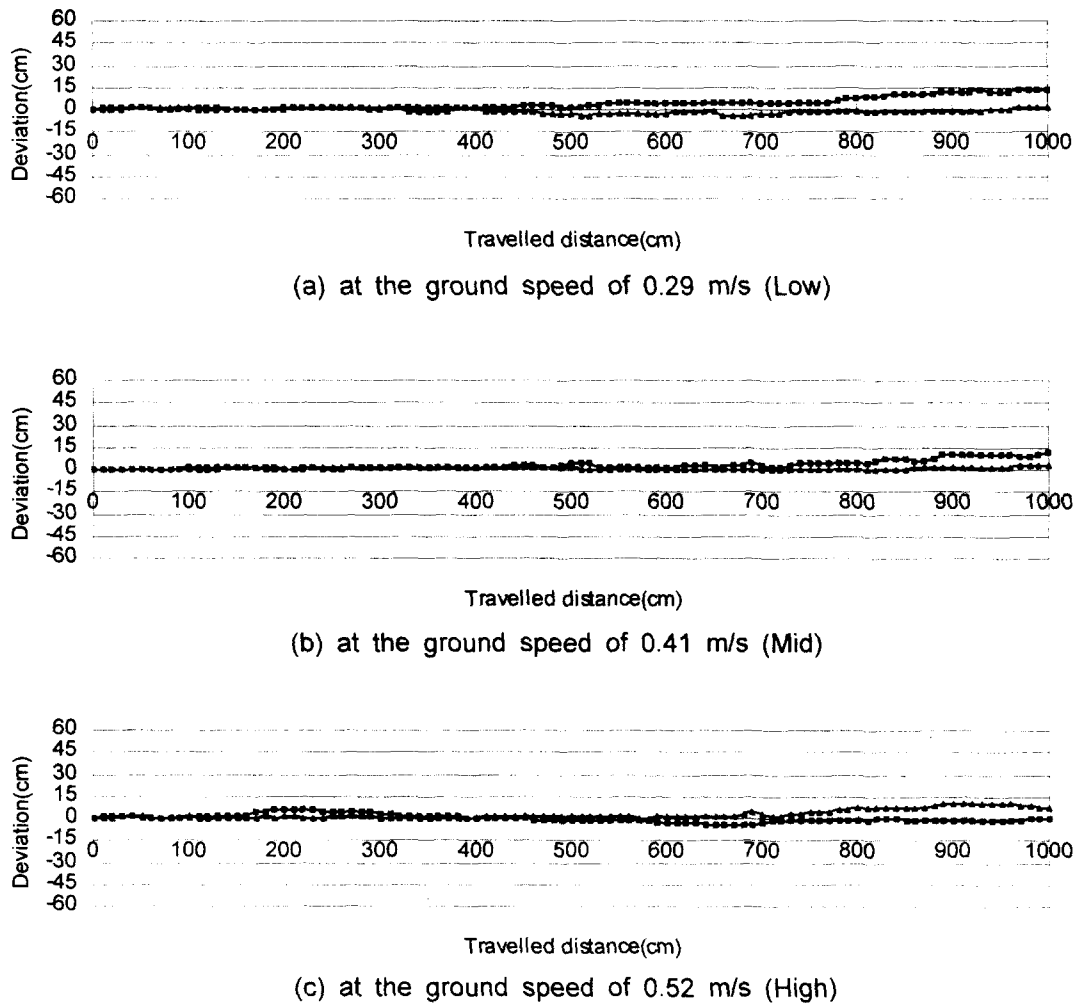 60
45
30
15
0
-15
-30
-45
-60
Deviation(cm)
0 100 200 300 400 500 600 700 800 900 1000
Travelled distance(cm)
(a) at the ground speed of 0.29 m/s (Low)
60
45
30
15
0
-15
-30
-45
-60
Deviation(cm)
0 100 200 300 400 500 600 700 800 900 1000
Travelled distance(cm)
(b) at the ground speed of 0.41 m/s (Mid)
60
45
30
15
0
-15
-30
-45
-60
Deviation(cm)
0 100 200 300 400 500 600 700 800 900 1000
Travelled distance(cm)
(c) at the ground speed of 0.52 m/s (High)